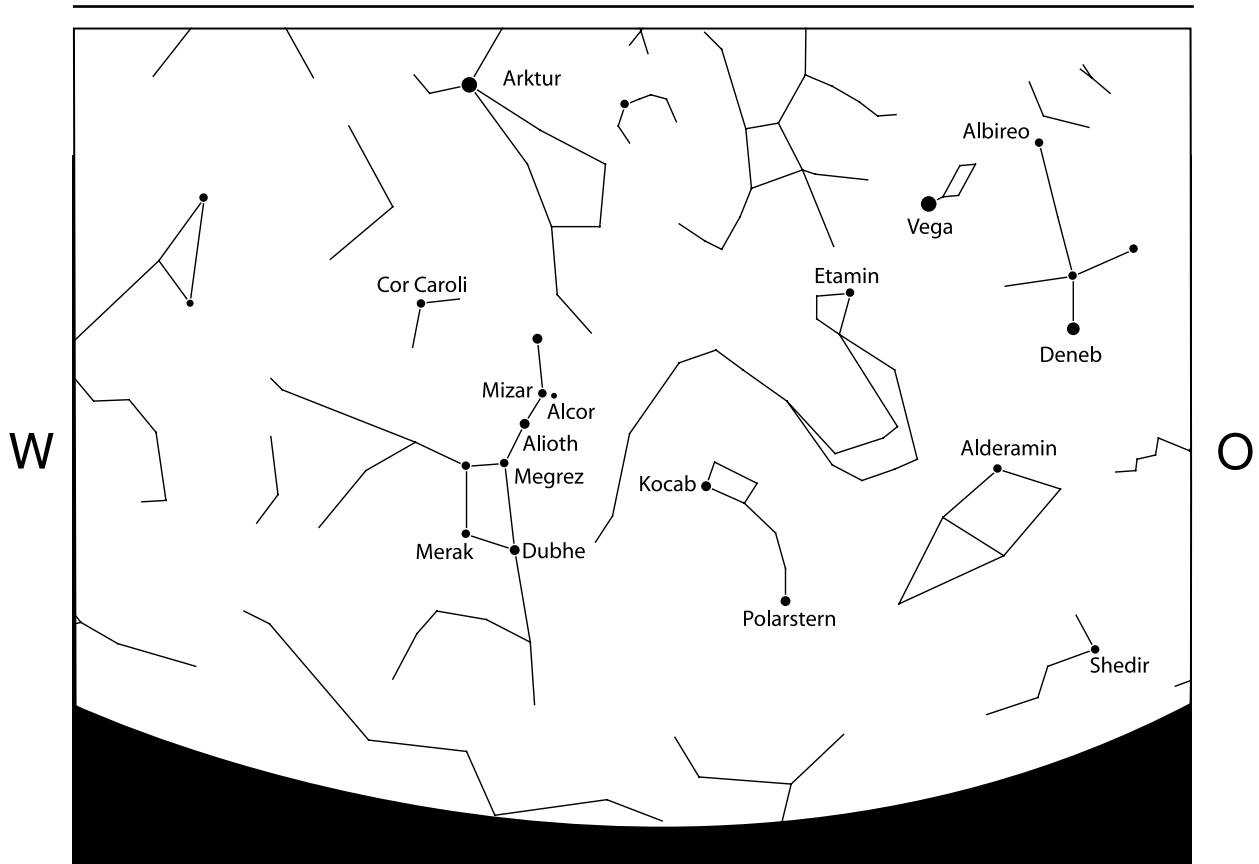 Arktur
Albireo
Vega
Etamin
Cor Caroli
Deneb
Mizar
Alcor
Alioth
W
Alderamin
O
Megrez
Kocab
Merak
Dubhe
Polarstern
Shedir